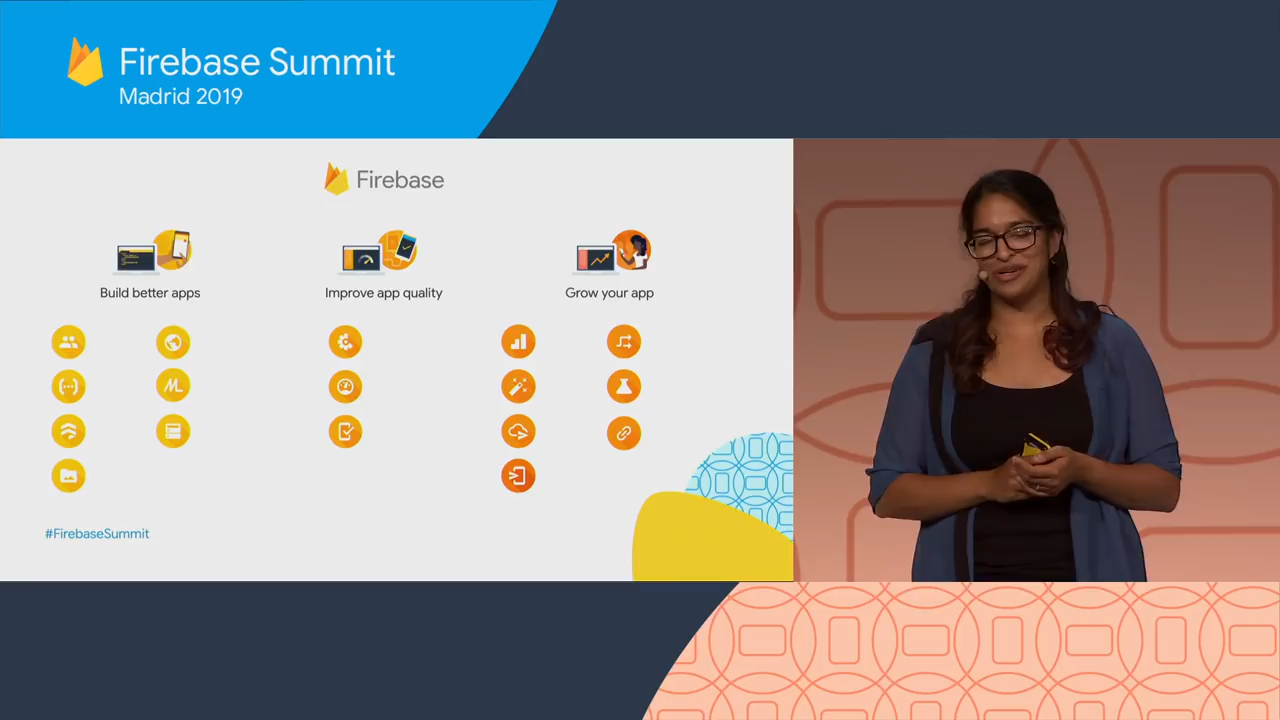 Firebase Summit
Madrid 2019
Firebase
Build better apps
Improve app quality
Grow your app
#FirebaseSummit